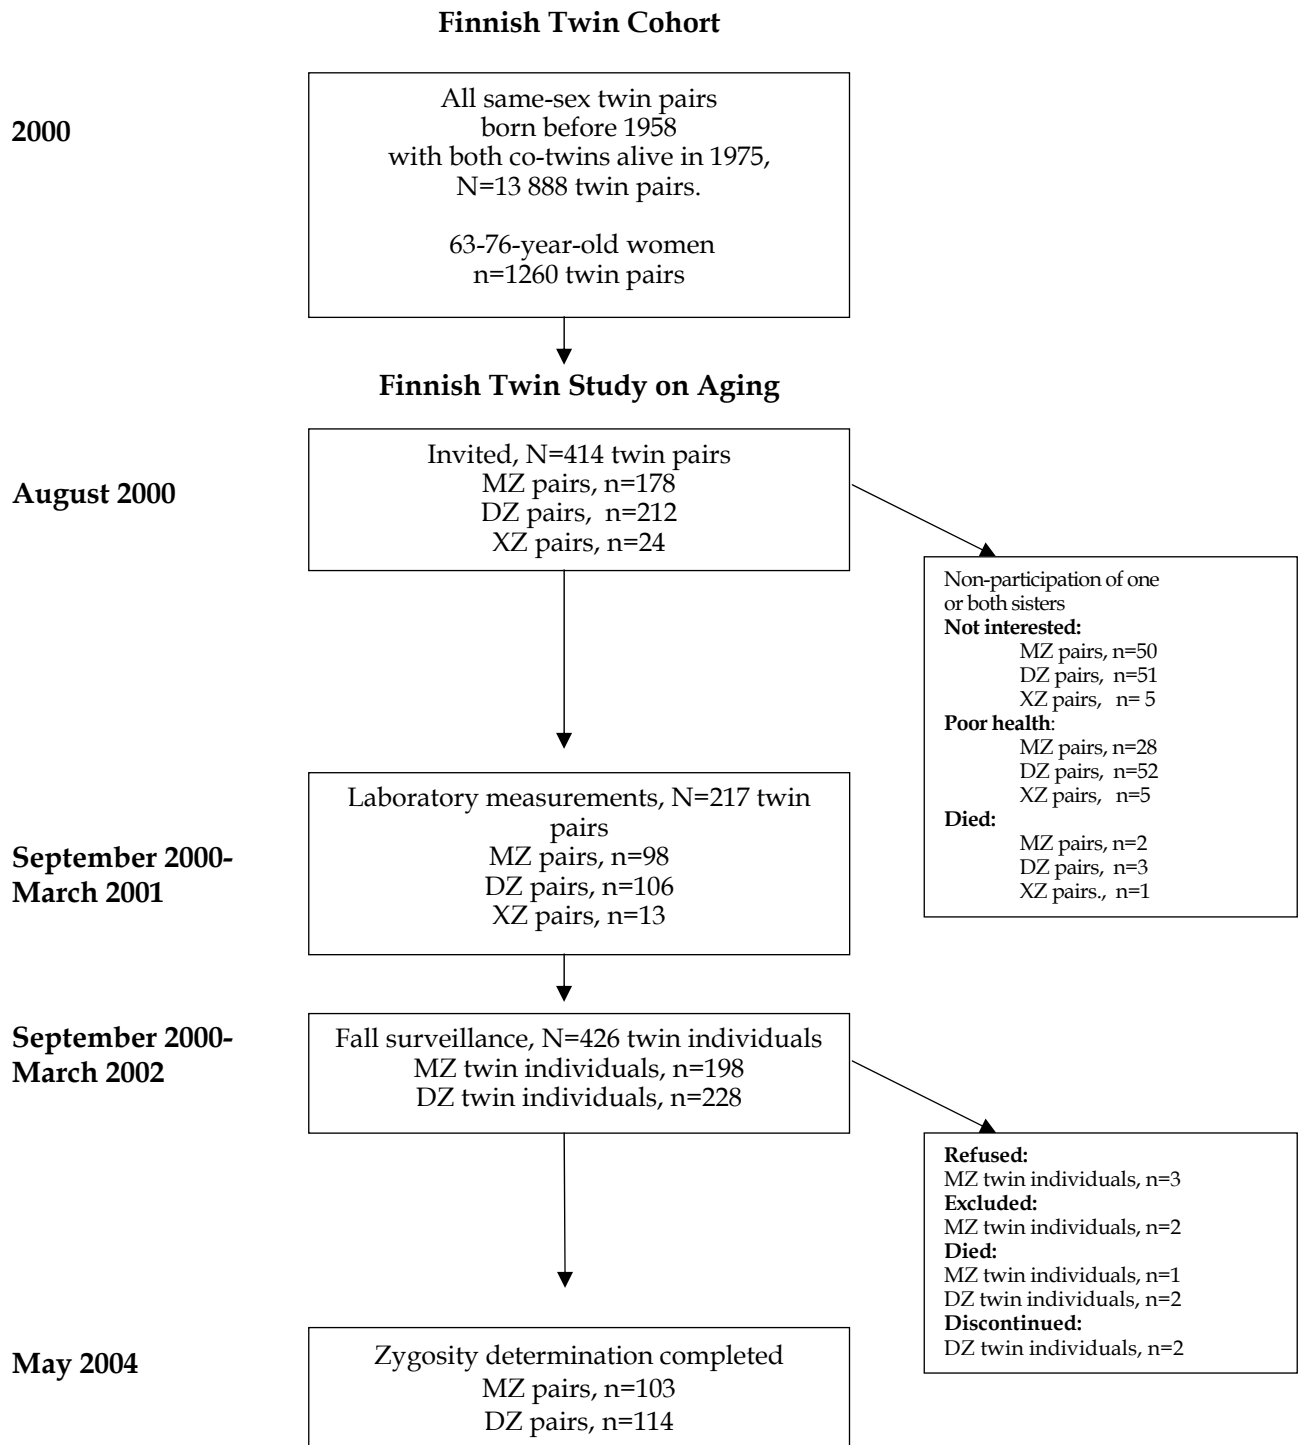 Finnish Twin Cohort
2000
All same-sex twin pairs
born before 1958
with both co-twins alive in 1975,
N=13 888 twin pairs.
63-76-year-old women
n=1260 twin pairs
Finnish Twin Study on Aging
August 2000
Invited, N=414 twin pairs
MZ pairs, n=178
DZ pairs,  n=212
XZ pairs, n=24
Non-participation of one
or both sisters
Not interested:
MZ pairs, n=50
DZ pairs,  n=51
XZ pairs,   n= 5
Poor health:
MZ pairs, n=28
DZ pairs,  n=52
XZ pairs,   n=5
Died:
MZ pairs, n=2
DZ pairs,  n=3
XZ pairs.,  n=1
September 2000-
March 2001
Laboratory measurements, N=217 twin
pairs
MZ pairs, n=98
DZ pairs, n=106
XZ pairs, n=13
September 2000-
March 2002
Fall surveillance, N=426 twin individuals
MZ twin individuals, n=198
DZ twin individuals, n=228
Refused:
MZ twin individuals, n=3
Excluded:
MZ twin individuals, n=2
Died:
MZ twin individuals, n=1
DZ twin individuals, n=2
Discontinued:
DZ twin individuals, n=2
May 2004
Zygosity determination completed
MZ pairs, n=103
DZ pairs, n=114